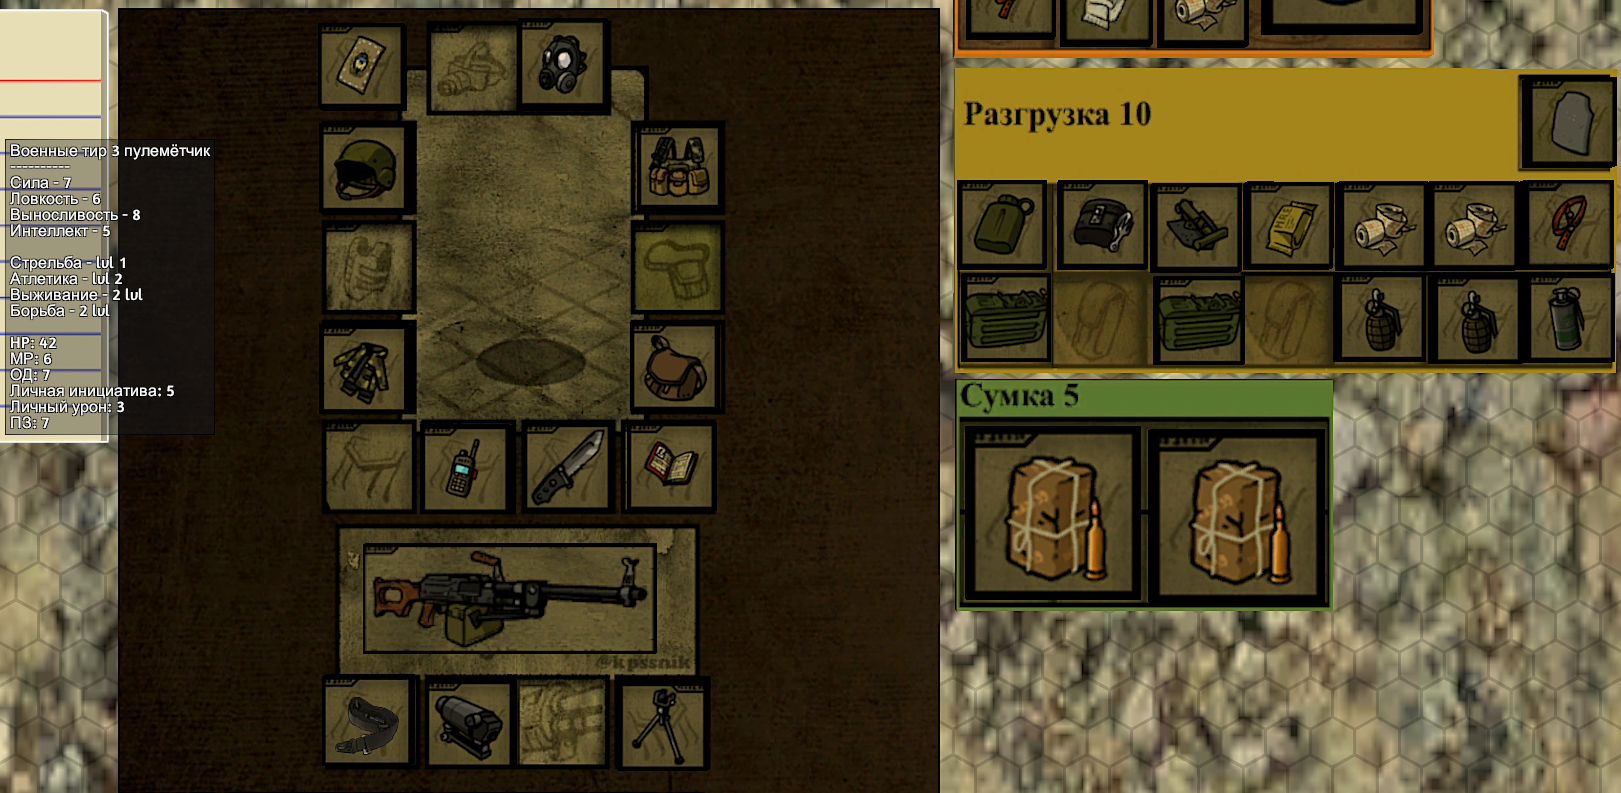 Военные тир 3 пулемётчик
----------
Сила - 7
Ловкость - 6
Выносливость - 8
Интеллект - 5
Стрельба - lvl 1
Атлетика - lvl 2
Выживание - 2 lvl
Борьба - 2 lvl
HP: 42
MP: 6
ОД: 7
Личная инициатива: 5
Личный урон: 3
ПЗ: 7
@kpssnik
Разгрузка 10
Сумка 5